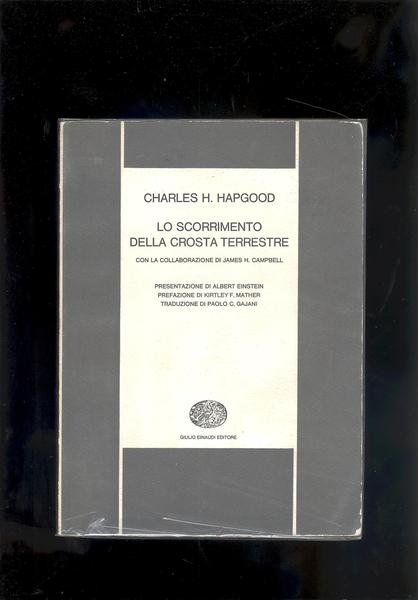 CHARLES H. HAPGOOD
LO SCORRIMENTO
DELLA CROSTA TERRESTRE
CON LA COLLABORAZIONE DI JAMES H. CAMPBELL
PRESENTAZIONE DI ALBERT EINSTEIN
PREFAZIONE DI KIRTLEY F. MATHER
TRADUZIONE DI PAOLO C. GAJANI
GIULIO EINAUDI EDITORE